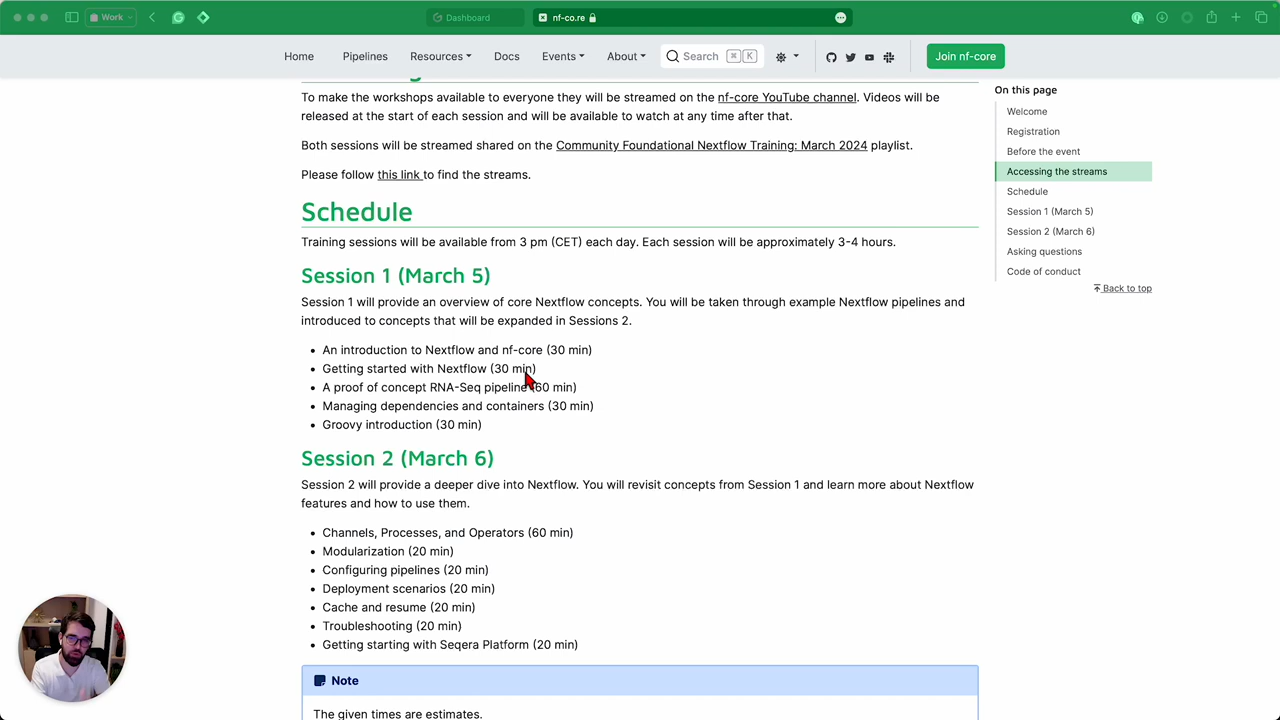 Work
Dashboard
nf-co.re
Home
Pipelines
Resources
Docs
Events
About
Search
⌘ K
Join nf-core
To make the workshops available to everyone they will be streamed on the nf-core YouTube channel. Videos will be
released at the start of each session and will be available to watch at any time after that.
Both sessions will be streamed shared on the Community Foundational Nextflow Training: March 2024 playlist.
Please follow this link to find the streams.
Schedule
Training sessions will be available from 3 pm (CET) each day. Each session will be approximately 3-4 hours.
Session 1 (March 5)
Session 1 will provide an overview of core Nextflow concepts. You will be taken through example Nextflow pipelines and
introduced to concepts that will be expanded in Sessions 2.
• An introduction to Nextflow and nf-core (30 min)
• Getting started with Nextflow (30 min)
• A proof of concept RNA-Seq pipeline (60 min)
• Managing dependencies and containers (30 min)
• Groovy introduction (30 min)
Session 2 (March 6)
Session 2 will provide a deeper dive into Nextflow. You will revisit concepts from Session 1 and learn more about Nextflow
features and how to use them.
• Channels, Processes, and Operators (60 min)
• Modularization (20 min)
• Configuring pipelines (20 min)
• Deployment scenarios (20 min)
• Cache and resume (20 min)
• Troubleshooting (20 min)
• Getting starting with Seqera Platform (20 min)
Note
The given times are estimates.
On this page
Welcome
Registration
Before the event
Accessing the streams
Schedule
Session 1 (March 5)
Session 2 (March 6)
Asking questions
Code of conduct
Back to top